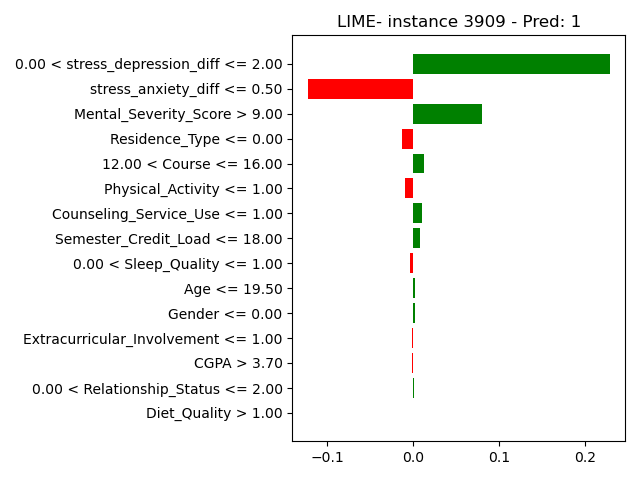 LIME- instance 3909 - Pred: 1
0.00 < stress_depression_diff <= 2.00
stress_anxiety_diff <= 0.50
Mental_Severity_Score > 9.00
Residence_Type <= 0.00
12.00 < Course <= 16.00
Physical_Activity <= 1.00
Counseling_Service_Use <= 1.00
Semester_Credit_Load <= 18.00
0.00 < Sleep_Quality <= 1.00
Age <= 19.50
Gender <= 0.00
Extracurricular_Involvement <= 1.00
CGPA > 3.70
0.00 < Relationship_Status <= 2.00
Diet_Quality > 1.00
−0.1 0.0 0.1 0.2